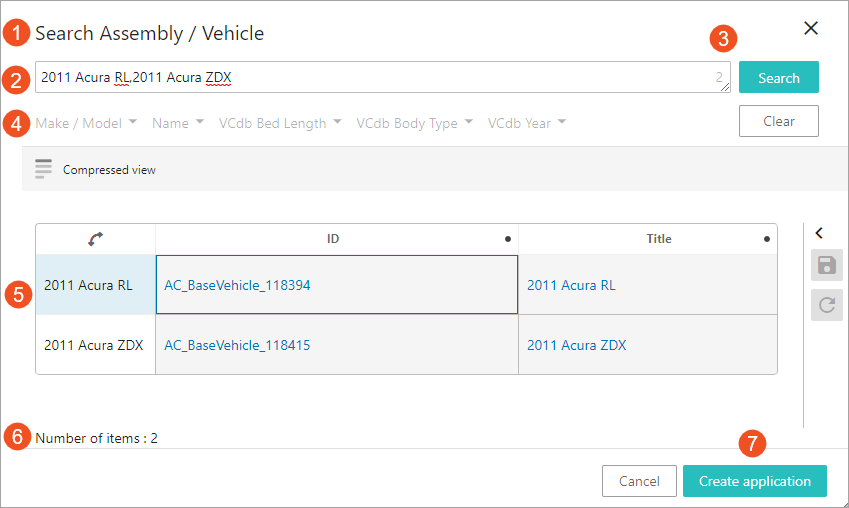 1 Search Assembly / Vehicle 3
2 2011 Acura RL,2011 Acura ZDX 2 Search
4 Make / Model Name VCdb Bed Length VCdb Body Type VCdb Year Clear
Compressed view
ID Title
5 2011 Acura RL AC_BaseVehicle_118394 2011 Acura RL
2011 Acura ZDX AC_BaseVehicle_118415 2011 Acura ZDX
6 Number of items : 2
7
Cancel Create application